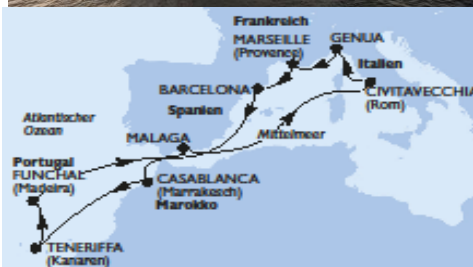 Frankreich
MARSEILLE
(Provence)
GENUA
Italien
CIVITAVECCHIA
(Rom)
BARCELONA
Spanien
Atlantischer
Ozean
MALAGA
Mittelmeer
Portugal
FUNCHAL
(Madeira)
CASABLANCA
(Marrakesch)
Marokko
TENERIFFA
(Kanaren)